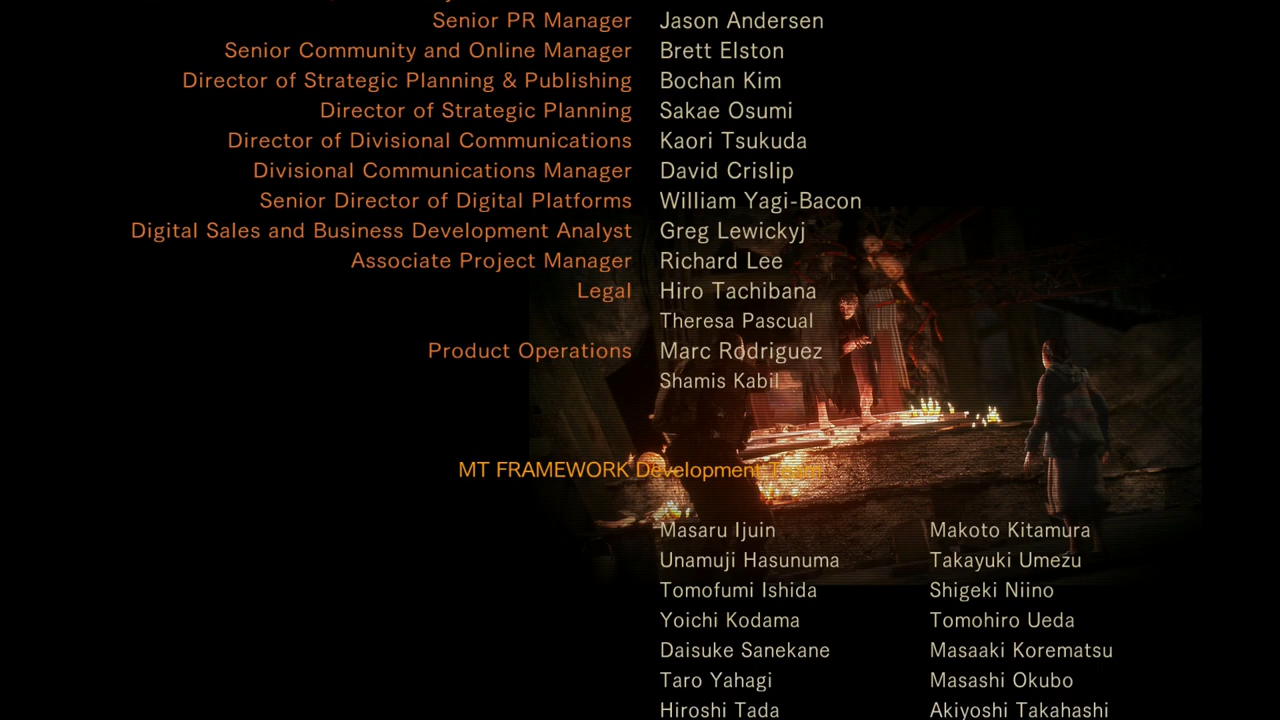 Senior PR Manager Jason Andersen
Senior Community and Online Manager Brett Elston
Director of Strategic Planning & Publishing Bochan Kim
Director of Strategic Planning Sakae Osumi
Director of Divisional Communications Kaori Tsukuda
Divisional Communications Manager David Crislip
Senior Director of Digital Platforms William Yagi-Bacon
Digital Sales and Business Development Analyst Greg Lewickyj
Associate Project Manager Richard Lee
Legal Hiro Tachibana
Theresa Pascual
Product Operations Marc Rodriguez
Shamis Kabil
MT FRAMEWORK Development Team
Masaru Ijuin Makoto Kitamura
Unamuji Hasunuma Takayuki Umezu
Tomofumi Ishida Shigeki Niino
Yoichi Kodama Tomohiro Ueda
Daisuke Sanekane Masaaki Korematsu
Taro Yahagi Masashi Okubo
Hiroshi Tada Akiyoshi Takahashi